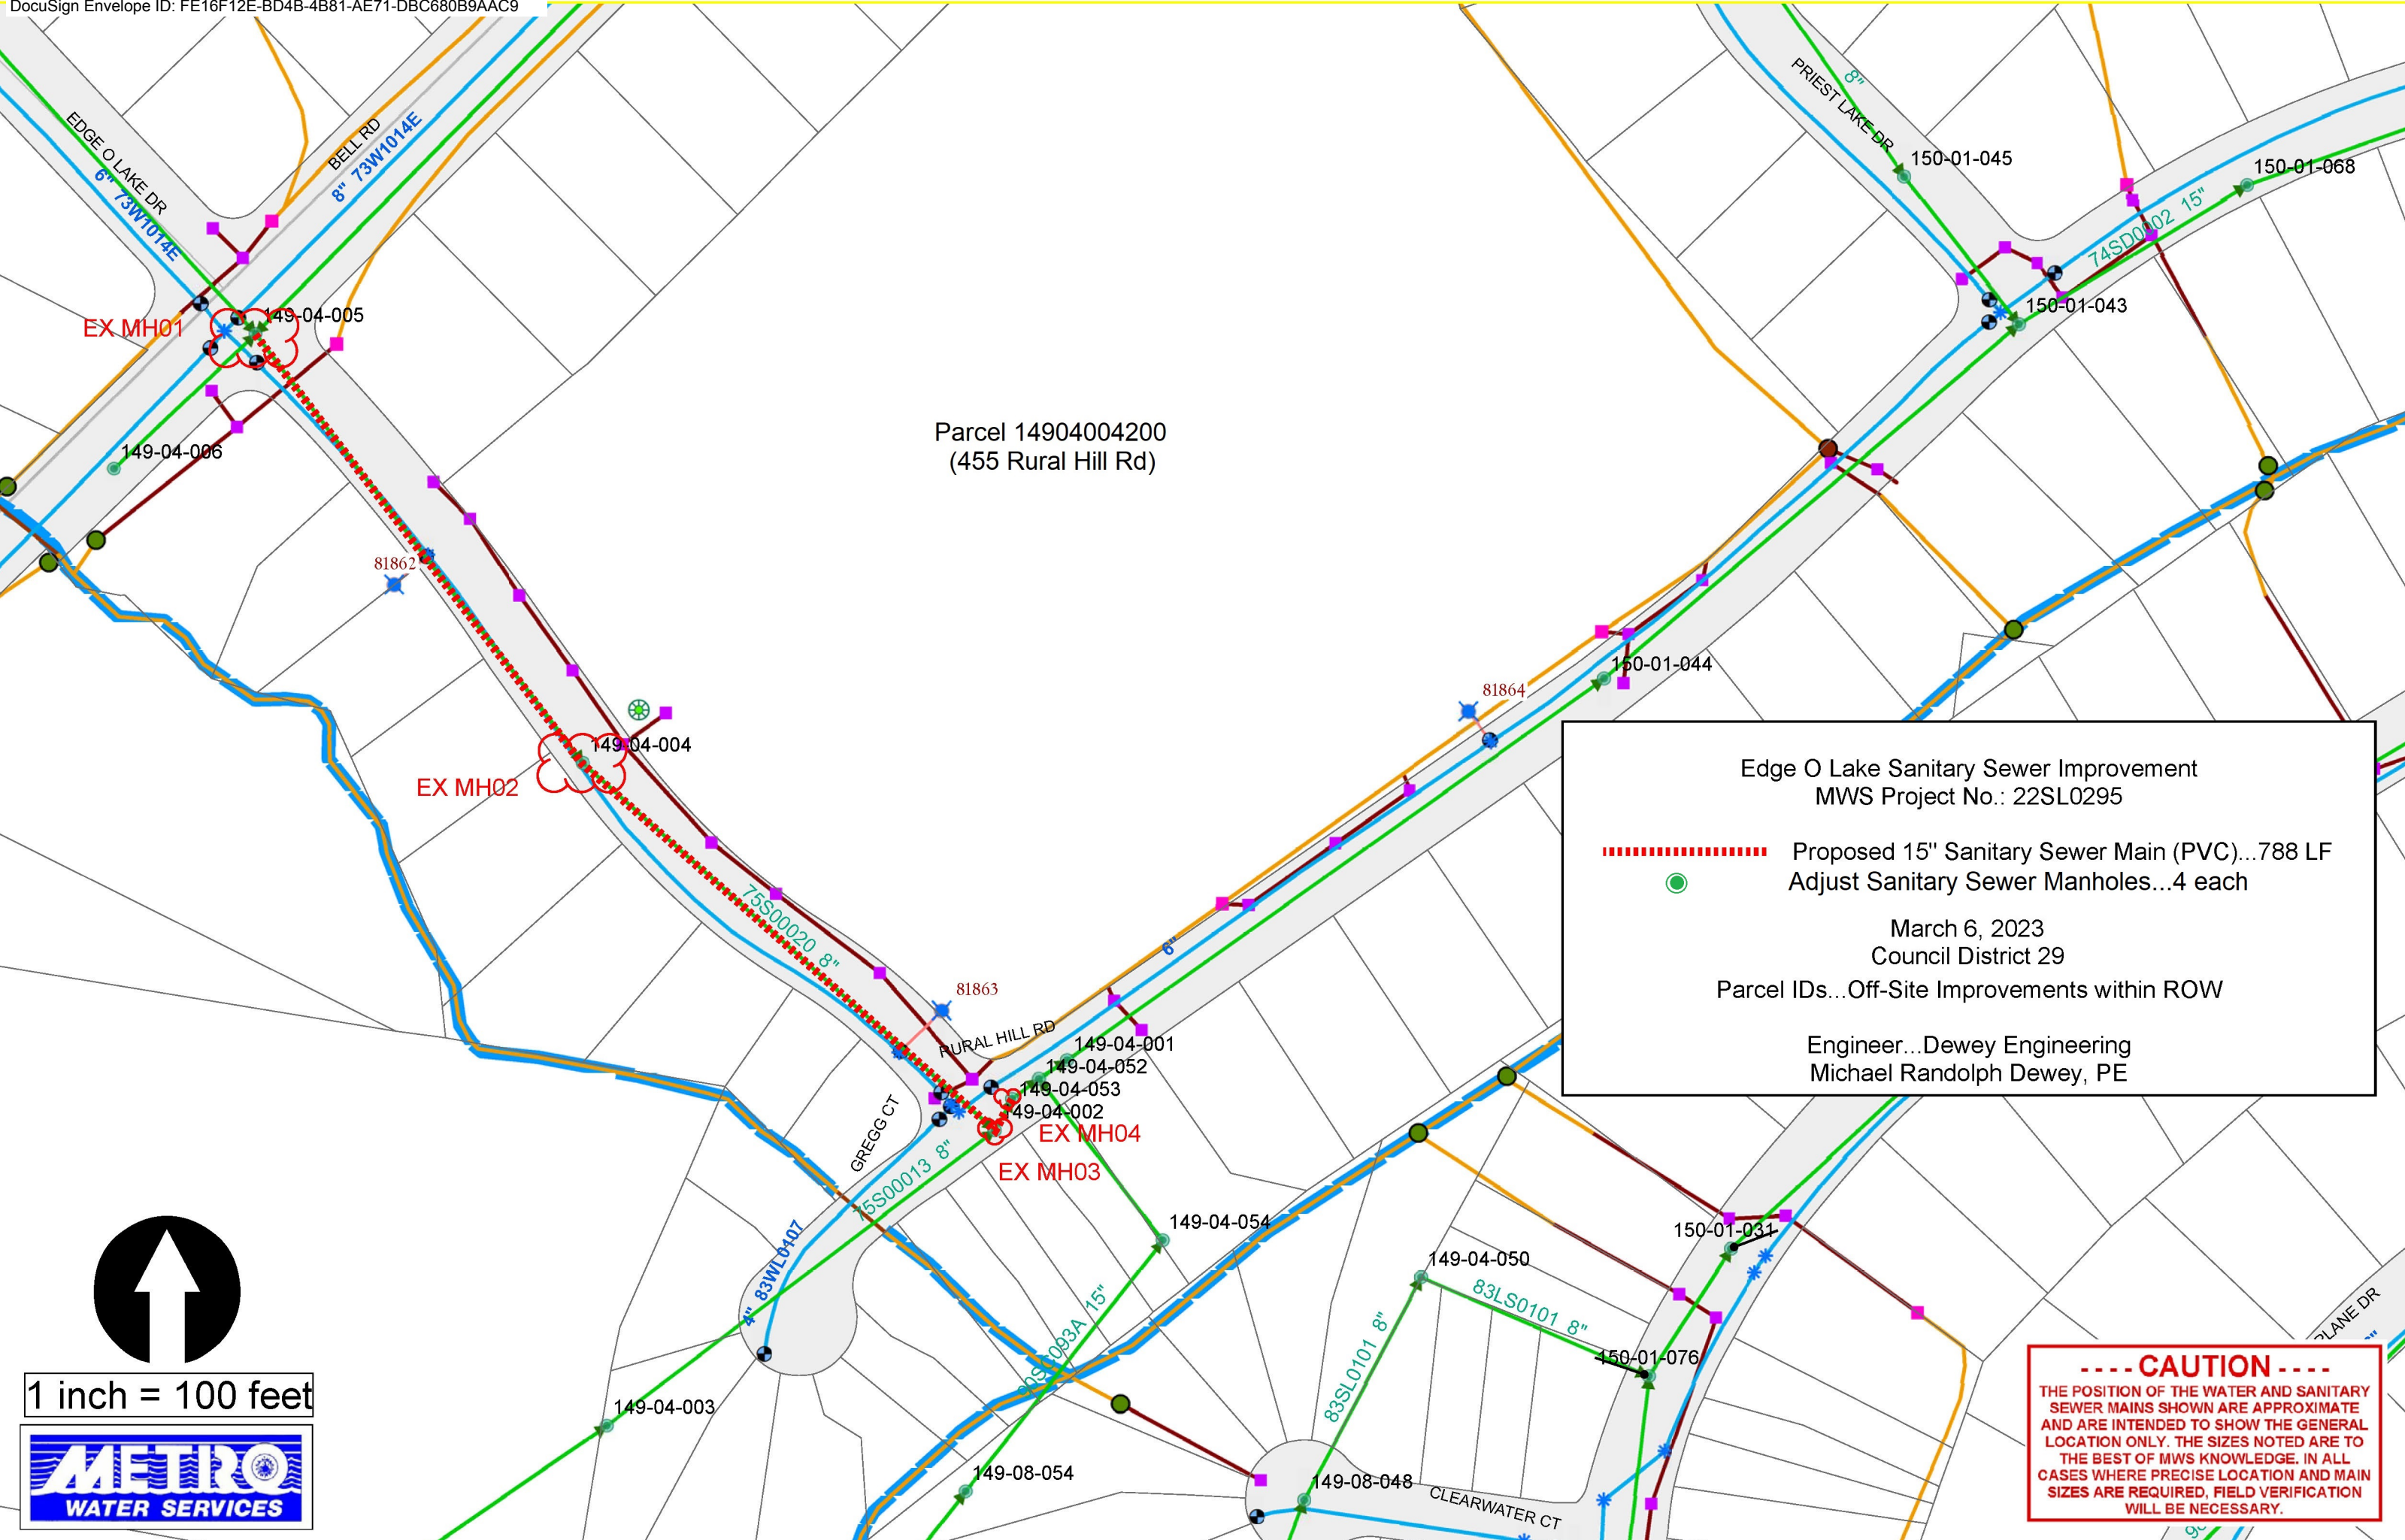 DocuSign Envelope ID: FE16F12E-BD4B-4B81-AE71-DBC680B9AAC9
EDGE O LAKE DR
6" 73W1014E
BELL RD
8" 73W1014E
EX MH01
149-04-005
149-04-006
81862
149-04-004
EX MH02
75S00020 8"
81863
RURAL HILL RD
149-04-001
149-04-052
149-04-053
149-04-002
EX MH04
EX MH03
GREGG CT
75S00013 8"
4" 83WL0107
149-04-054
149-04-003
149-08-054
15"
149-04-050
83LS0101 8"
83SL0101 8"
149-08-048
CLEARWATER CT
150-01-031
150-01-076
Parcel 14904004200
(455 Rural Hill Rd)
6"
81864
150-01-044
PRIEST LAKE DR
8"
150-01-045
150-01-043
150-01-068
74SD0002 15"
Edge O Lake Sanitary Sewer Improvement
MWS Project No.: 22SL0295
Proposed 15" Sanitary Sewer Main (PVC)...788 LF
Adjust Sanitary Sewer Manholes...4 each
March 6, 2023
Council District 29
Parcel IDs...Off-Site Improvements within ROW
Engineer...Dewey Engineering
Michael Randolph Dewey, PE
1 inch = 100 feet
METRO
WATER SERVICES
PLANE DR
- - - - CAUTION - - - -
THE POSITION OF THE WATER AND SANITARY
SEWER MAINS SHOWN ARE APPROXIMATE
AND ARE INTENDED TO SHOW THE GENERAL
LOCATION ONLY. THE SIZES NOTED ARE TO
THE BEST OF MWS KNOWLEDGE. IN ALL
CASES WHERE PRECISE LOCATION AND MAIN
SIZES ARE REQUIRED, FIELD VERIFICATION
WILL BE NECESSARY.